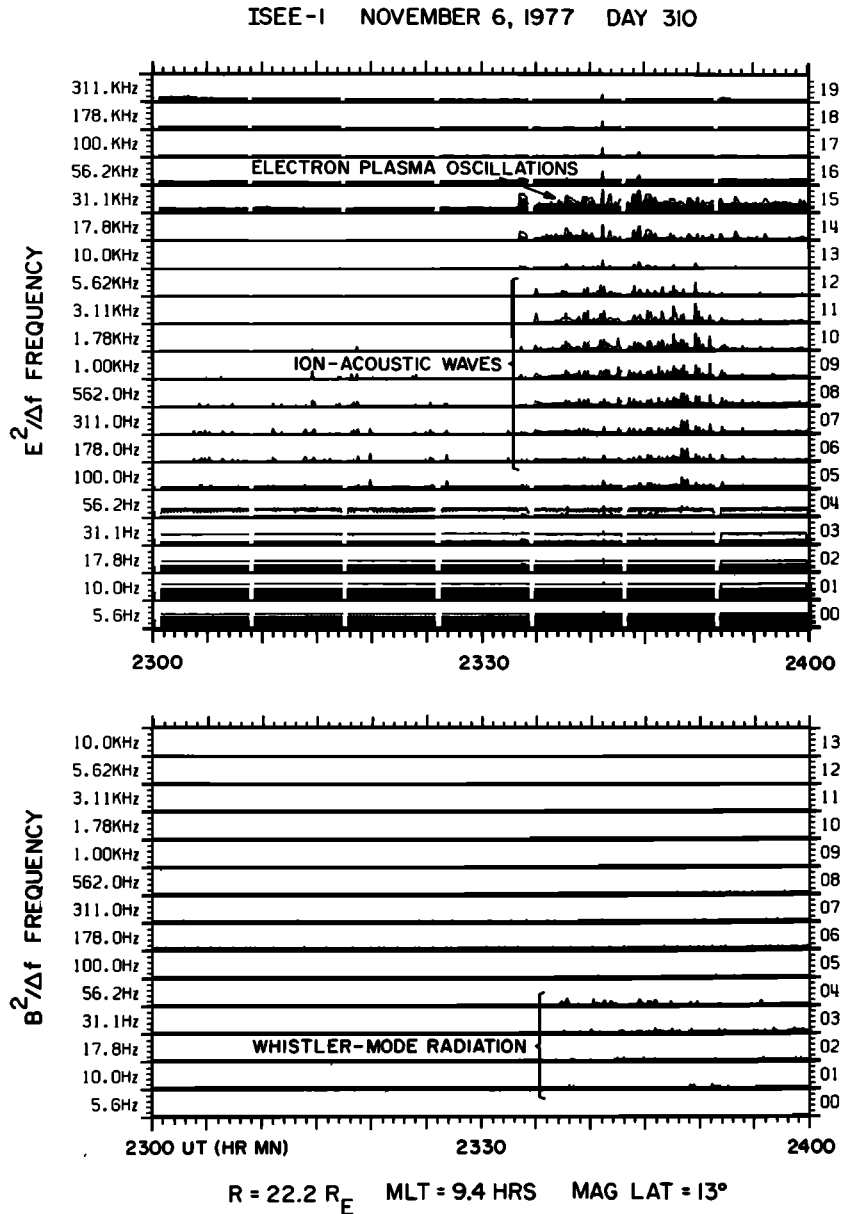 ISEE-1 NOVEMBER 6, 1977 DAY 310
E²/Δf FREQUENCY
311.KHz 19
178.KHz 18
100.KHz 17
56.2KHz 16
ELECTRON PLASMA OSCILLATIONS
31.1KHz 15
17.8KHz 14
10.0KHz 13
5.62KHz 12
3.11KHz 11
1.78KHz 10
ION-ACOUSTIC WAVES
1.00KHz 09
562.0Hz 08
311.0Hz 07
178.0Hz 06
100.0Hz 05
56.2Hz 04
31.1Hz 03
17.8Hz 02
10.0Hz 01
5.6Hz 00
2300 2330 2400
B²/Δf FREQUENCY
10.0KHz 13
5.62KHz 12
3.11KHz 11
1.78KHz 10
1.00KHz 09
562.0Hz 08
311.0Hz 07
178.0Hz 06
100.0Hz 05
56.2Hz 04
31.1Hz 03
WHISTLER-MODE RADIATION
17.8Hz 02
10.0Hz 01
5.6Hz 00
2300 UT (HR MN) 2330 2400
R = 22.2 R_E MLT = 9.4 HRS MAG LAT = 13°